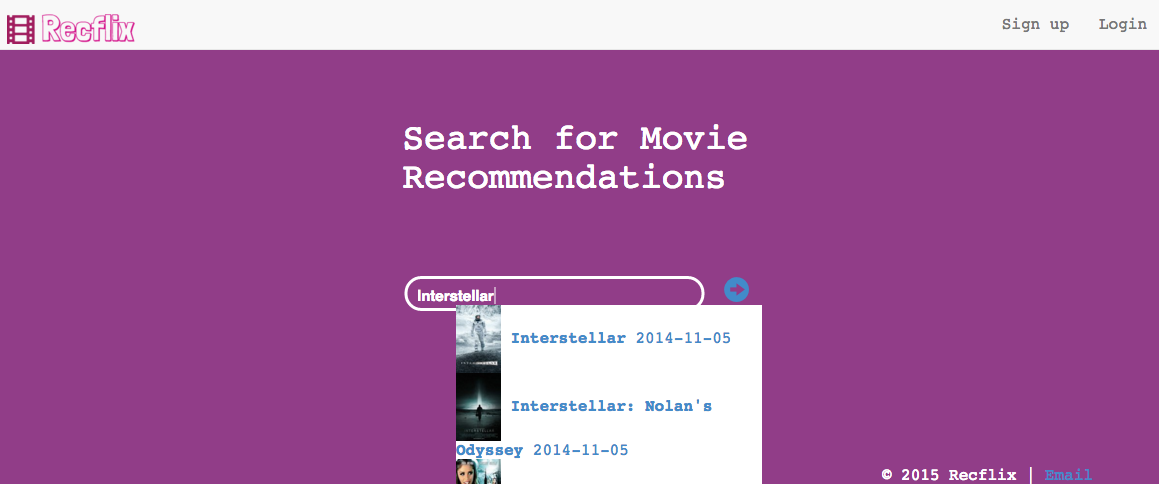 Recflix
Sign up
Login
Search for Movie
Recommendations
Interstellar
Interstellar 2014-11-05
Interstellar: Nolan's
Odyssey 2014-11-05
© 2015 Recflix | Email